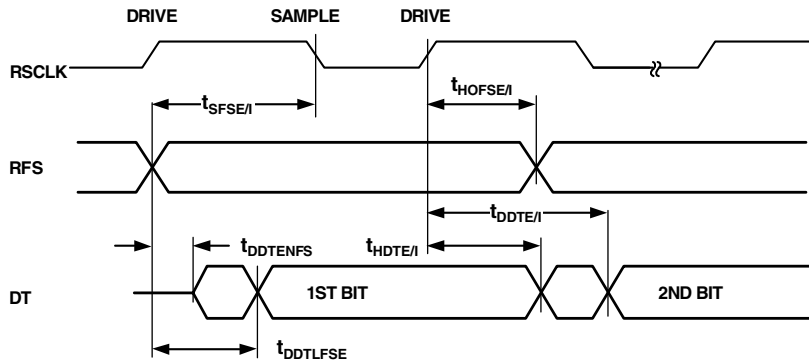 DRIVE SAMPLE DRIVE
RSCLK
tSFSE/I
tHOFSE/I
RFS
tDDTE/I
tDDTENFS
tHDTE/I
DT
1ST BIT
2ND BIT
tDDTLFSE